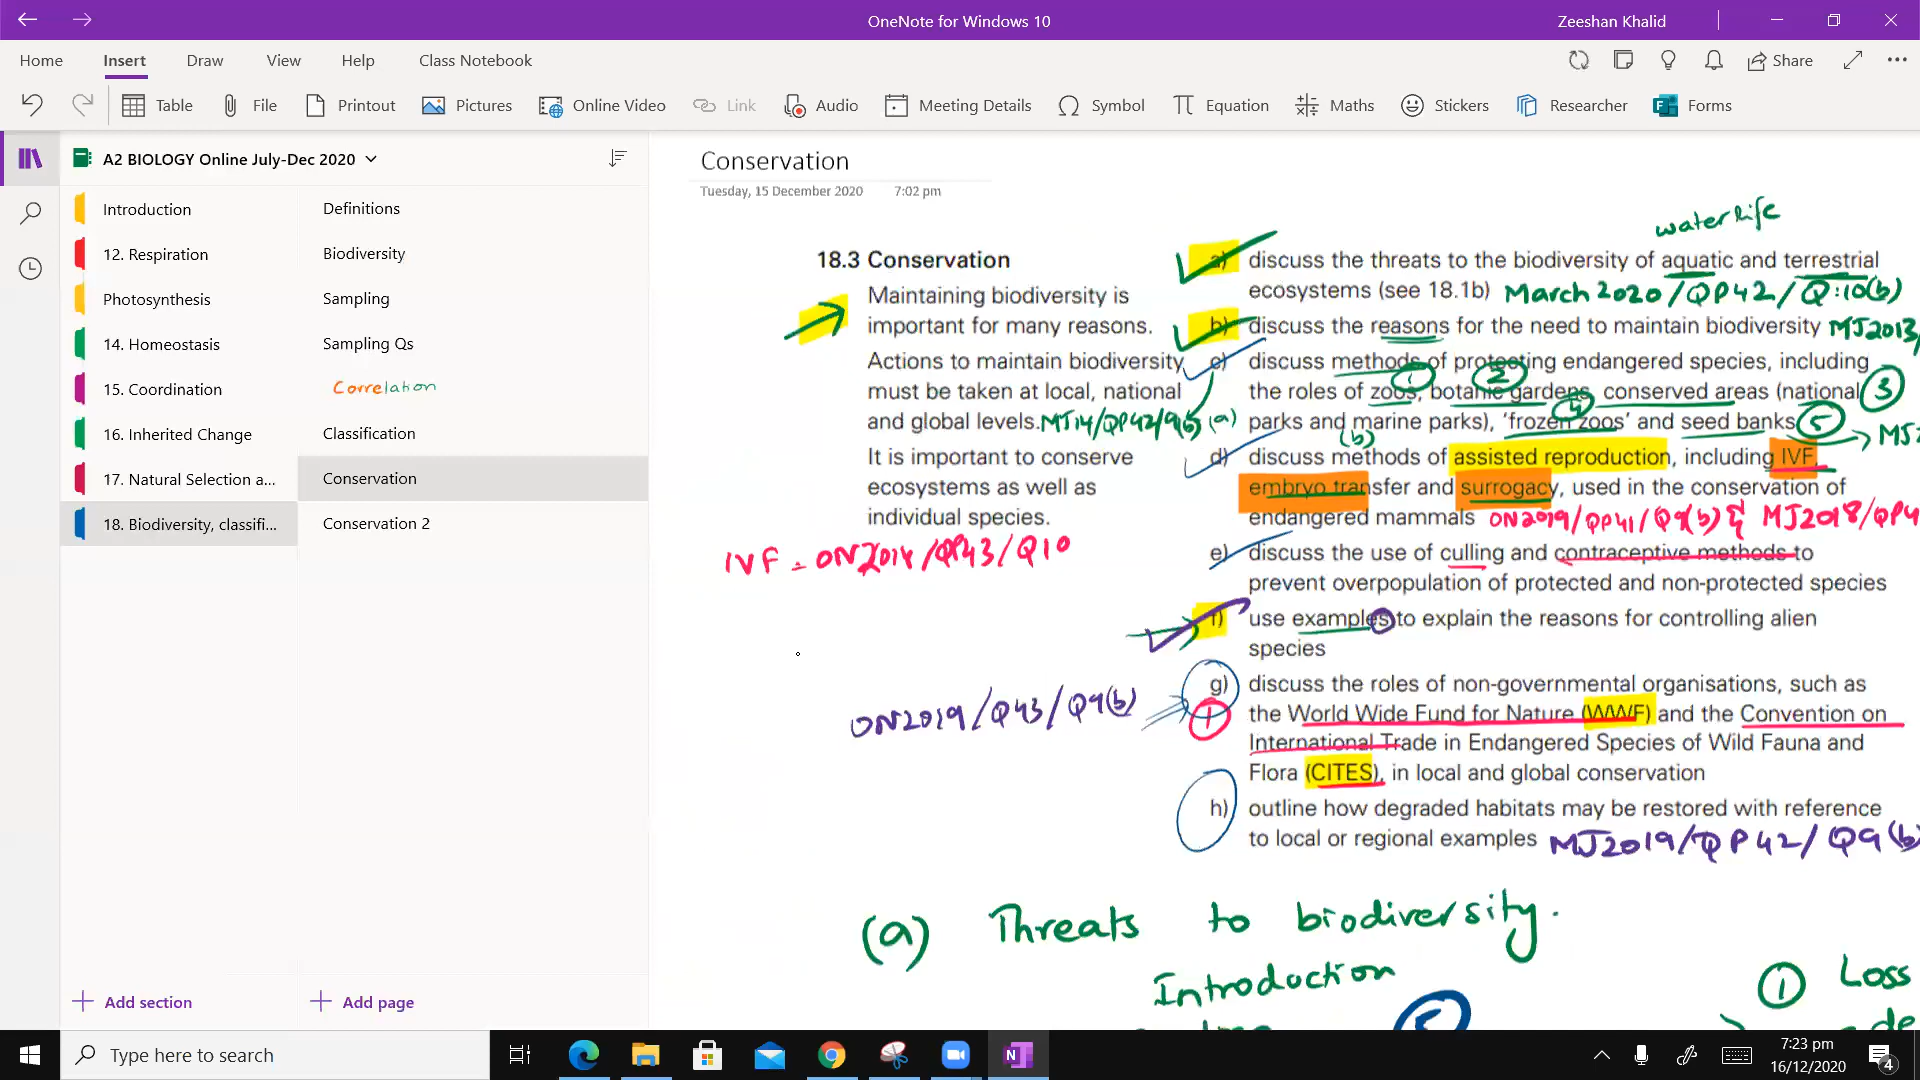 OneNote for Windows 10
Zeeshan Khalid
Home
Insert
Draw
View
Help
Class Notebook
Share
Table
File
Printout
Pictures
Online Video
Link
Audio
Meeting Details
Symbol
Equation
Maths
Stickers
Researcher
Forms
A2 BIOLOGY Online July-Dec 2020
Introduction
12. Respiration
Photosynthesis
14. Homeostasis
15. Coordination
16. Inherited Change
17. Natural Selection a...
18. Biodiversity, classifi...
Definitions
Biodiversity
Sampling
Sampling Qs
Correlation
Classification
Conservation
Conservation 2
Add section
Add page
Conservation
Tuesday, 15 December 2020
7:02 pm
18.3 Conservation
Maintaining biodiversity is
important for many reasons.
Actions to maintain biodiversity
must be taken at local, national
and global levels. MJ14/QP42/9(b) (a)
It is important to conserve
ecosystems as well as
individual species.
IVF = ON2014/QP43/Q10
ON2019/Q43/Q9(b)
water life
a) discuss the threats to the biodiversity of aquatic and terrestrial
ecosystems (see 18.1b) March 2020/QP42/Q:10(b)
b) discuss the reasons for the need to maintain biodiversity MJ2013/
c) discuss methods of protecting endangered species, including
the roles of zoos, botanic gardens, conserved areas (national
parks and marine parks), 'frozen zoos' and seed banks
1
2
3
4
5
(b)
d) discuss methods of assisted reproduction, including IVF,
embryo transfer and surrogacy, used in the conservation of
endangered mammals ON2019/QP41/Q9(b) & MJ2018/QP4
e) discuss the use of culling and contraceptive methods to
prevent overpopulation of protected and non-protected species
f) use examples to explain the reasons for controlling alien
species
g) discuss the roles of non-governmental organisations, such as
1 the World Wide Fund for Nature (WWF) and the Convention on
International Trade in Endangered Species of Wild Fauna and
Flora (CITES), in local and global conservation
h) outline how degraded habitats may be restored with reference
to local or regional examples MJ2019/QP42/Q9(b)
(a) Threats to biodiversity.
Introduction
1 Loss
Type here to search
7:23 pm
16/12/2020
4